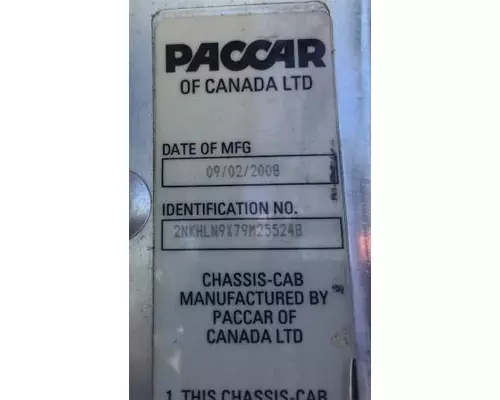 PACCAR
OF CANADA LTD
DATE OF MFG
09/02/2008
IDENTIFICATION NO.
2NKHLN9X79M255248
CHASSIS-CAB
MANUFACTURED BY
PACCAR OF
CANADA LTD
1. THIS CHASSIS-CAB